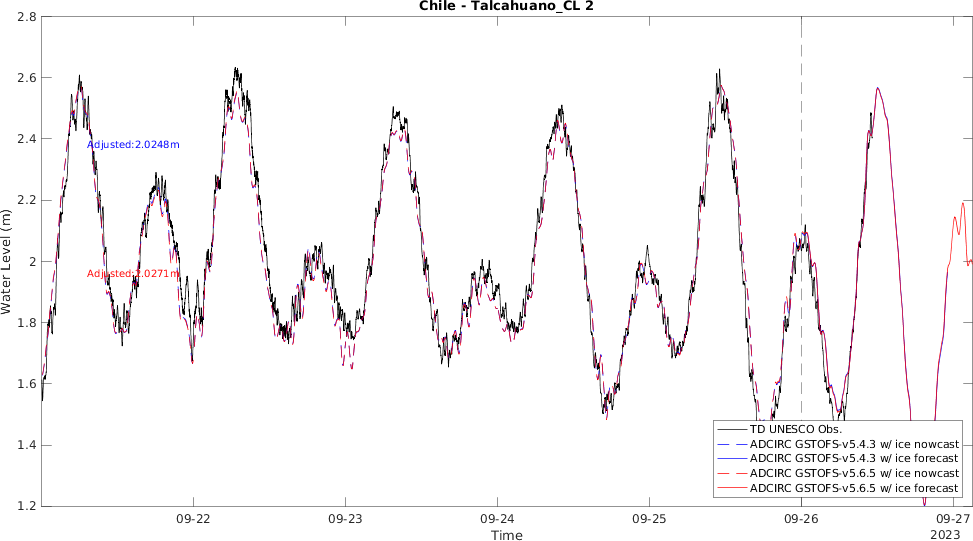 Chile - Talcahuano_CL 2
Water Level (m)
2.8
2.6
2.4
2.2
2
1.8
1.6
1.4
1.2
Adjusted:2.0248m
Adjusted:2.0271m
TD UNESCO Obs.
ADCIRC GSTOFS-v5.4.3 w/ ice nowcast
ADCIRC GSTOFS-v5.4.3 w/ ice forecast
ADCIRC GSTOFS-v5.6.5 w/ ice nowcast
ADCIRC GSTOFS-v5.6.5 w/ ice forecast
09-22
09-23
09-24
09-25
09-26
09-27
Time
2023